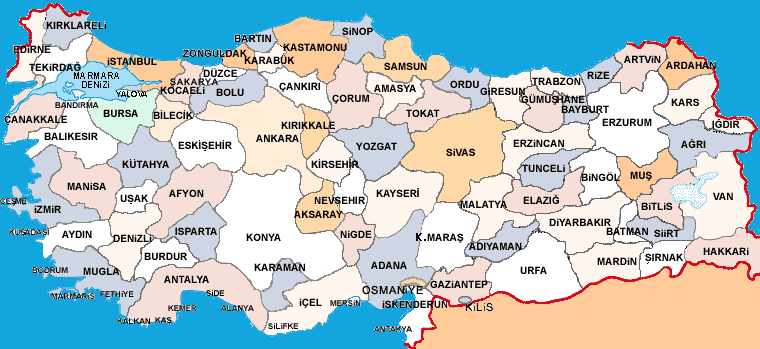 KIRKLARELİ
EDİRNE
TEKİRDAĞ
İSTANBUL
MARMARA
DENİZİ
YALOVA
KOCAELİ
SAKARYA
DÜZCE
ZONGULDAK
BARTIN
KARABÜK
KASTAMONU
SİNOP
SAMSUN
BOLU
ÇANKIRI
ÇORUM
AMASYA
ORDU
GİRESUN
TRABZON
RİZE
ARTVİN
ARDAHAN
KARS
IĞDIR
GÜMÜŞHANE
BAYBURT
ERZURUM
AĞRI
ÇANAKKALE
BANDIRMA
BALIKESIR
BURSA
BİLECİK
ESKİŞEHİR
ANKARA
KIRIKKALE
KIRŞEHİR
YOZGAT
TOKAT
SİVAS
ERZİNCAN
TUNCELİ
BİNGÖL
MUŞ
BİTLİS
VAN
KÜTAHYA
MANİSA
UŞAK
AFYON
ÇEŞME
İZMİR
KUŞADASI
AYDIN
DENİZLİ
ISPARTA
BURDUR
KONYA
AKSARAY
NEVŞEHIR
KAYSERİ
NİĞDE
MALATYA
ELAZIĞ
DİYARBAKIR
BATMAN
SİİRT
HAKKARİ
ŞIRNAK
MARDİN
URFA
ADIYAMAN
K.MARAŞ
GAZİANTEP
KİLİS
OSMANİYE
ADANA
İSKENDERUN
ANTAKYA
MERSİN
İÇEL
SİLİFKE
KARAMAN
ANTALYA
ALANYA
SİDE
KEMER
KAŞ
KALKAN
FETHİYE
MARMARİS
MUGLA
BODRUM